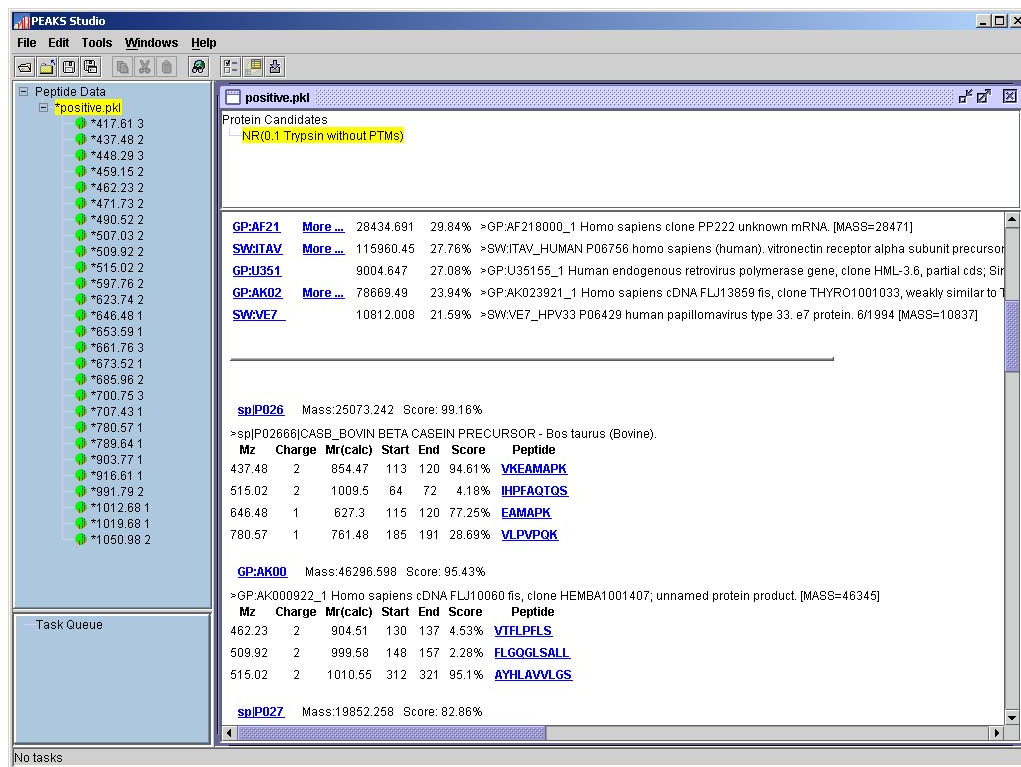 PEAKS Studio
File Edit Tools Windows Help
Peptide Data
*positive.pkl
*417.61 3
*437.48 2
*448.29 3
*459.15 2
*462.23 2
*471.73 2
*490.52 2
*507.03 2
*509.92 2
*515.02 2
*597.76 2
*623.74 2
*646.48 1
*653.59 1
*661.76 3
*673.52 1
*685.96 2
*700.75 3
*707.43 1
*780.57 1
*789.64 1
*903.77 1
*916.61 1
*991.79 2
*1012.68 1
*1019.68 1
*1050.98 2
Task Queue
No tasks
positive.pkl
Protein Candidates
NR(0.1 Trypsin without PTMs)
GP:AF21 More ... 28434.691 29.84% >GP:AF218000_1 Homo sapiens clone PP222 unknown mRNA. [MASS=28471]
SW:ITAV More ... 115960.45 27.76% >SW:ITAV_HUMAN P06756 homo sapiens (human). vitronectin receptor alpha subunit precursor
GP:U351 9004.647 27.08% >GP:U35155_1 Human endogenous retrovirus polymerase gene, clone HML-3.6, partial cds; Sir
GP:AK02 More ... 78669.49 23.94% >GP:AK023921_1 Homo sapiens cDNA FLJ13859 fis, clone THYRO1001033, weakly similar to T
SW:VE7_ 10812.008 21.59% >SW:VE7_HPV33 P06429 human papillomavirus type 33. e7 protein. 6/1994 [MASS=10837]
sp|P026 Mass:25073.242 Score: 99.16%
>sp|P02666|CASB_BOVIN BETA CASEIN PRECURSOR - Bos taurus (Bovine).
Mz Charge Mr(calc) Start End Score Peptide
437.48 2 854.47 113 120 94.61% VKEAMAPK
515.02 2 1009.5 64 72 4.18% IHPFAQTQS
646.48 1 627.3 115 120 77.25% EAMAPK
780.57 1 761.48 185 191 28.69% VLPVPQK
GP:AK00 Mass:46296.598 Score: 95.43%
>GP:AK000922_1 Homo sapiens cDNA FLJ10060 fis, clone HEMBA1001407; unnamed protein product. [MASS=46345]
Mz Charge Mr(calc) Start End Score Peptide
462.23 2 904.51 130 137 4.53% VTFLPFLS
509.92 2 999.58 148 157 2.28% FLGQGLSALL
515.02 2 1010.55 312 321 95.1% AYHLAVVLGS
sp|P027 Mass:19852.258 Score: 82.86%